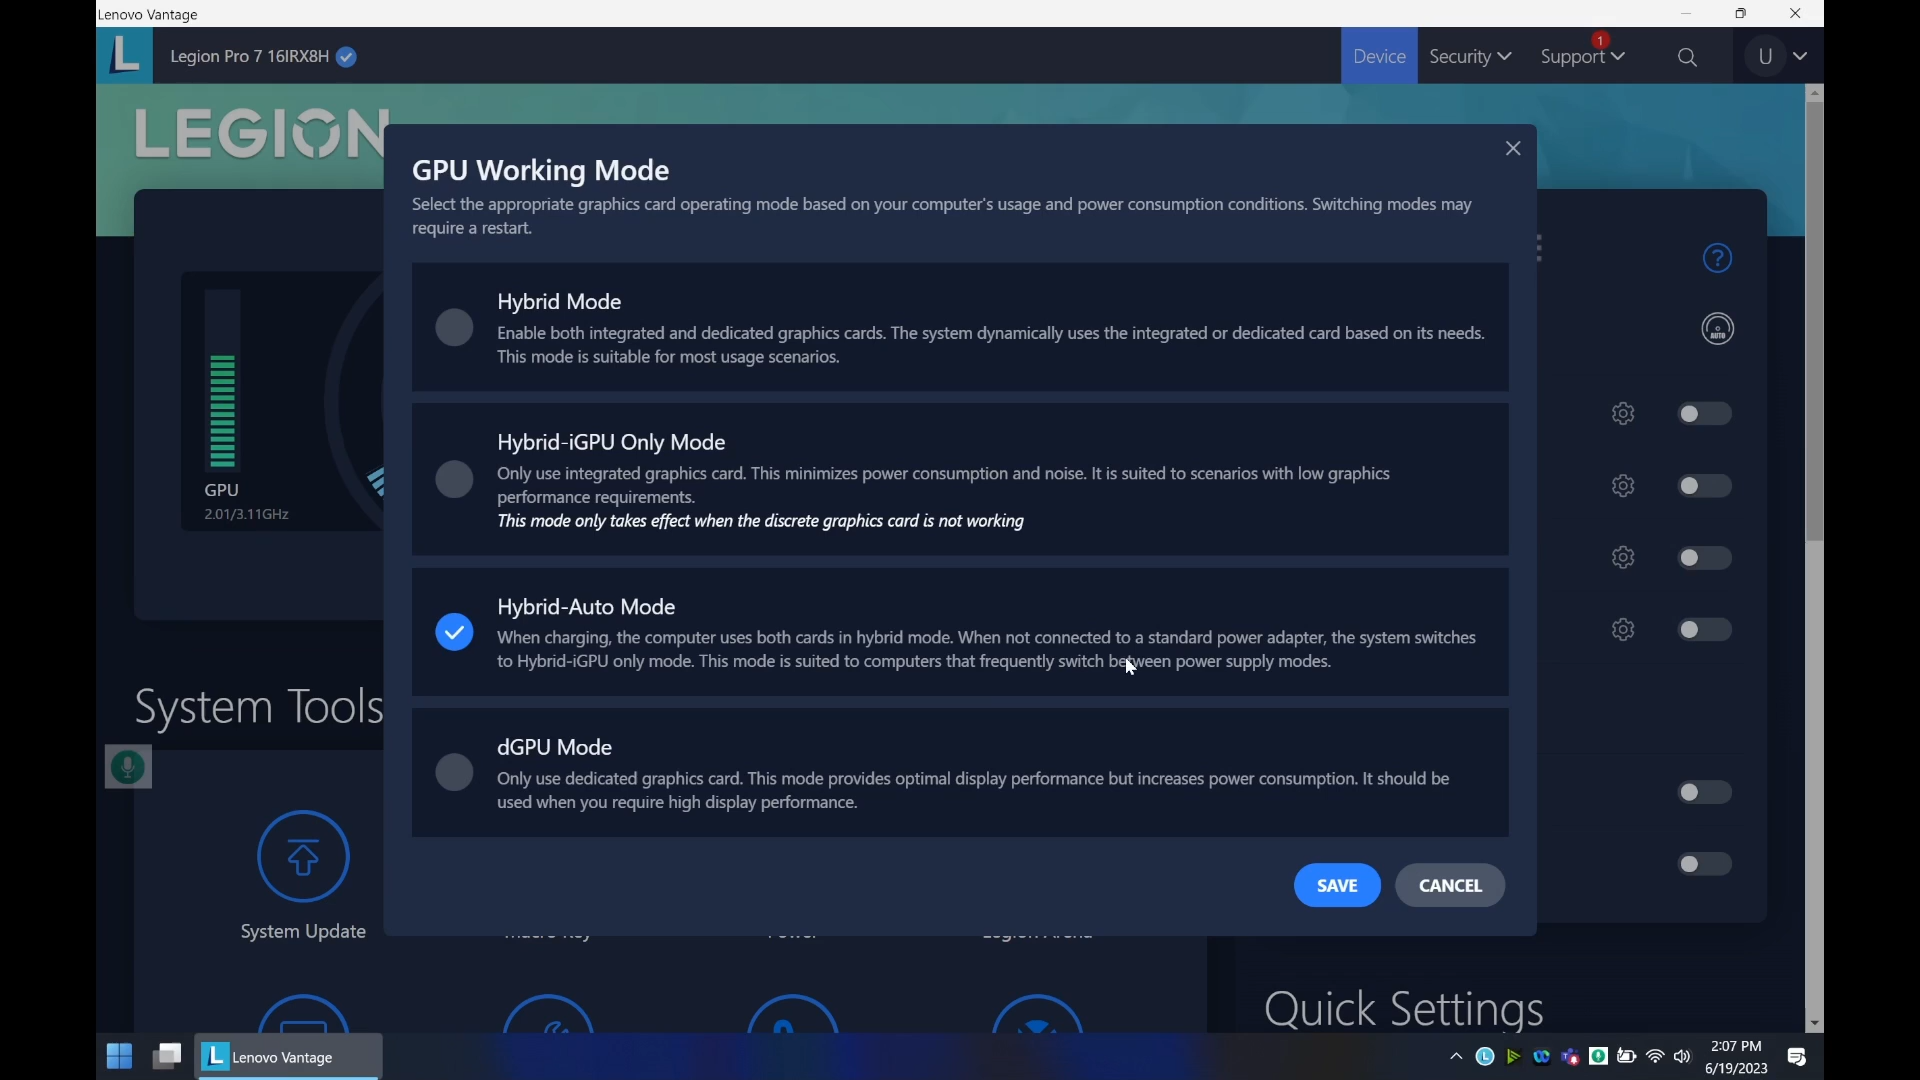 Lenovo Vantage
Legion Pro 7 16IRX8H
Device
Security
Support
1
U
LEGION
GPU Working Mode
Select the appropriate graphics card operating mode based on your computer's usage and power consumption conditions. Switching modes may
require a restart.
Hybrid Mode
Enable both integrated and dedicated graphics cards. The system dynamically uses the integrated or dedicated card based on its needs.
This mode is suitable for most usage scenarios.
AUTO
Hybrid-iGPU Only Mode
Only use integrated graphics card. This minimizes power consumption and noise. It is suited to scenarios with low graphics
performance requirements.
This mode only takes effect when the discrete graphics card is not working
GPU
2.01/3.11GHz
Hybrid-Auto Mode
When charging, the computer uses both cards in hybrid mode. When not connected to a standard power adapter, the system switches
to Hybrid-iGPU only mode. This mode is suited to computers that frequently switch between power supply modes.
System Tools
dGPU Mode
Only use dedicated graphics card. This mode provides optimal display performance but increases power consumption. It should be
used when you require high display performance.
SAVE
CANCEL
System Update
Quick Settings
Lenovo Vantage
2:07 PM
6/19/2023